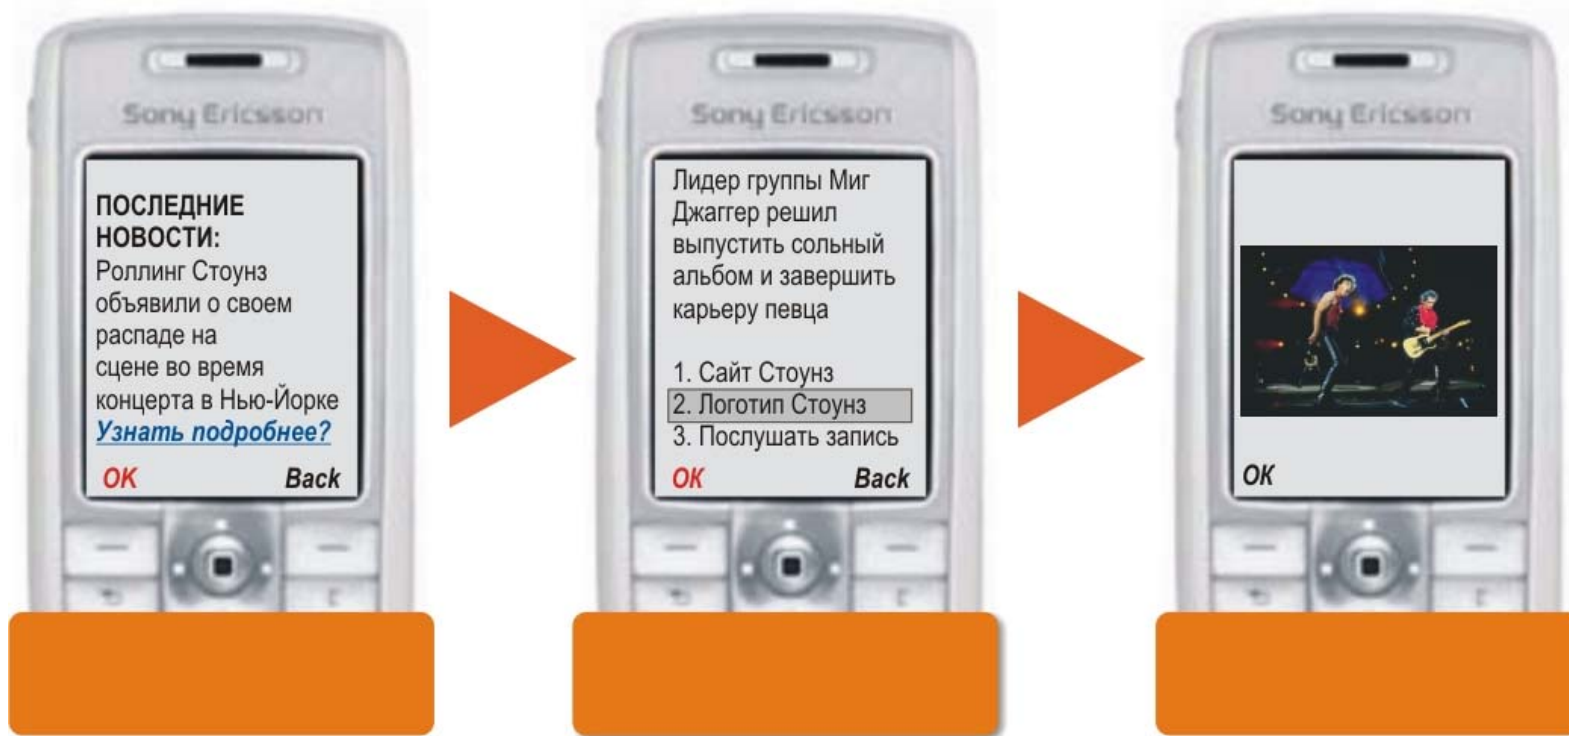 Sony Ericsson
ПОСЛЕДНИЕ
НОВОСТИ:
Роллинг Стоунз
объявили о своем
распаде на
сцене во время
концерта в Нью-Йорке
Узнать подробнее?
OK Back
Sony Ericsson
Лидер группы Миг
Джаггер решил
выпустить сольный
альбом и завершить
карьеру певца
1. Сайт Стоунз
2. Логотип Стоунз
3. Послушать запись
OK Back
Sony Ericsson
OK